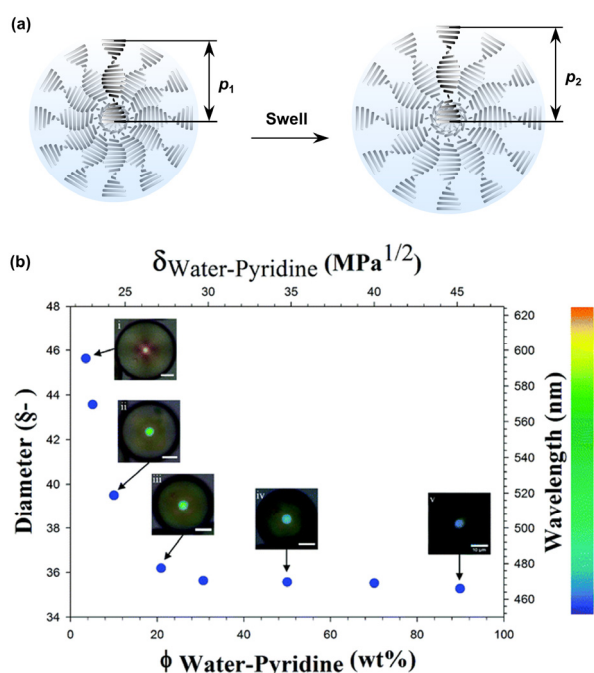 (a)
p1
Swell
p2
(b)
δWater-Pyridine (MPa1/2)
25 30 35 40 45
48
46
44
42
40
38
36
34
Diameter (§-)
i
ii
iii
iv
v
10 µm
620
600
580
560
540
520
500
480
460
Wavelength (nm)
0 20 40 60 80 100
ϕ Water-Pyridine (wt%)